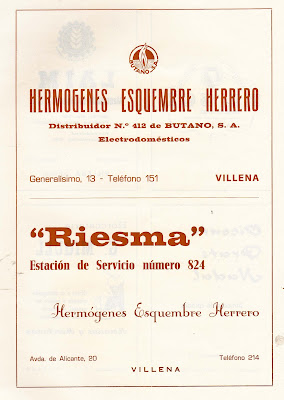 BUTANO, S.A.
HERMOGENES ESQUEMBRE HERRERO
Distribuidor N.º 412 de BUTANO, S. A.
Electrodomésticos
Generalísimo, 13 - Teléfono 151 VILLENA
"Riesma"
Estación de Servicio número 824
Hermógenes Esquembre Herrero
Avda. de Alicante, 20 Teléfono 214
VILLENA